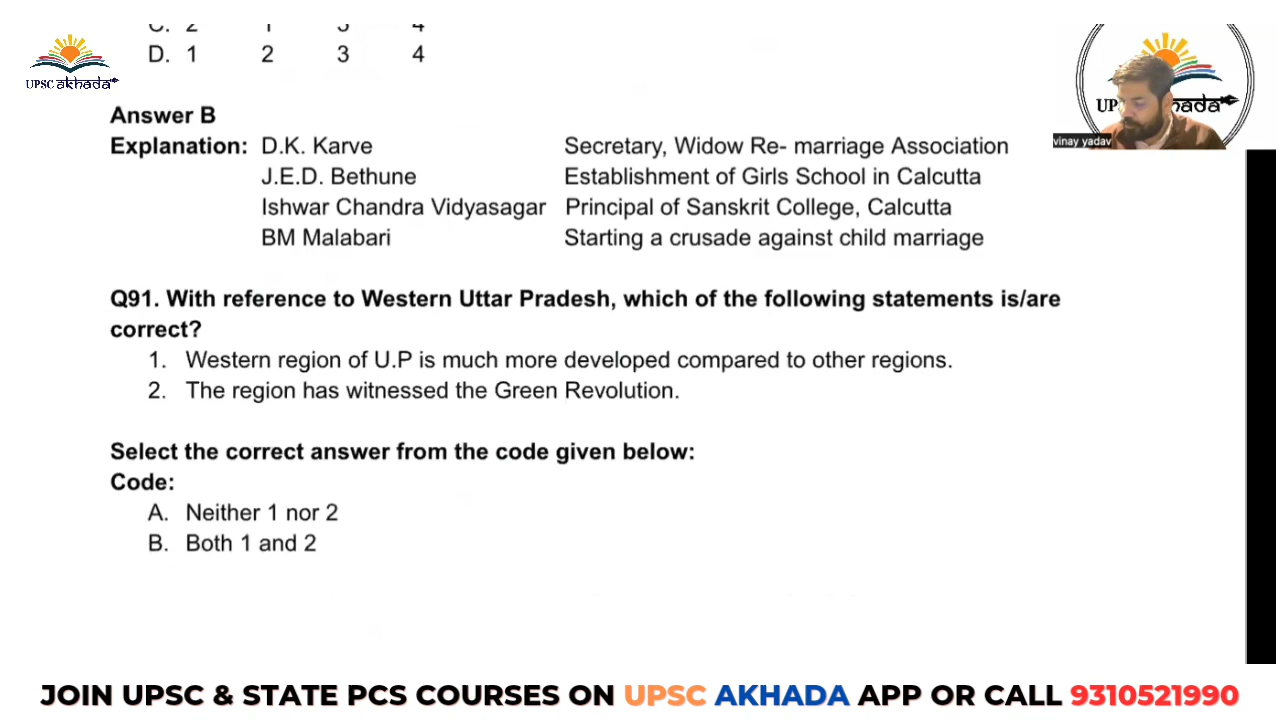 D. 1 2 3 4
UPSC akhada
UP
hada
vinay yadav
Answer B
Explanation: D.K. Karve Secretary, Widow Re- marriage Association
J.E.D. Bethune Establishment of Girls School in Calcutta
Ishwar Chandra Vidyasagar Principal of Sanskrit College, Calcutta
BM Malabari Starting a crusade against child marriage
Q91. With reference to Western Uttar Pradesh, which of the following statements is/are
correct?
1. Western region of U.P is much more developed compared to other regions.
2. The region has witnessed the Green Revolution.
Select the correct answer from the code given below:
Code:
A. Neither 1 nor 2
B. Both 1 and 2
JOIN UPSC & STATE PCS COURSES ON UPSC AKHADA APP OR CALL 9310521990